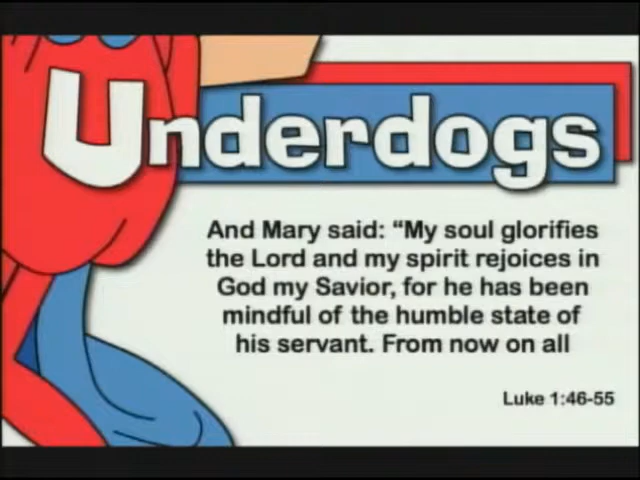 Underdogs
And Mary said: “My soul glorifies
the Lord and my spirit rejoices in
God my Savior, for he has been
mindful of the humble state of
his servant. From now on all
Luke 1:46-55